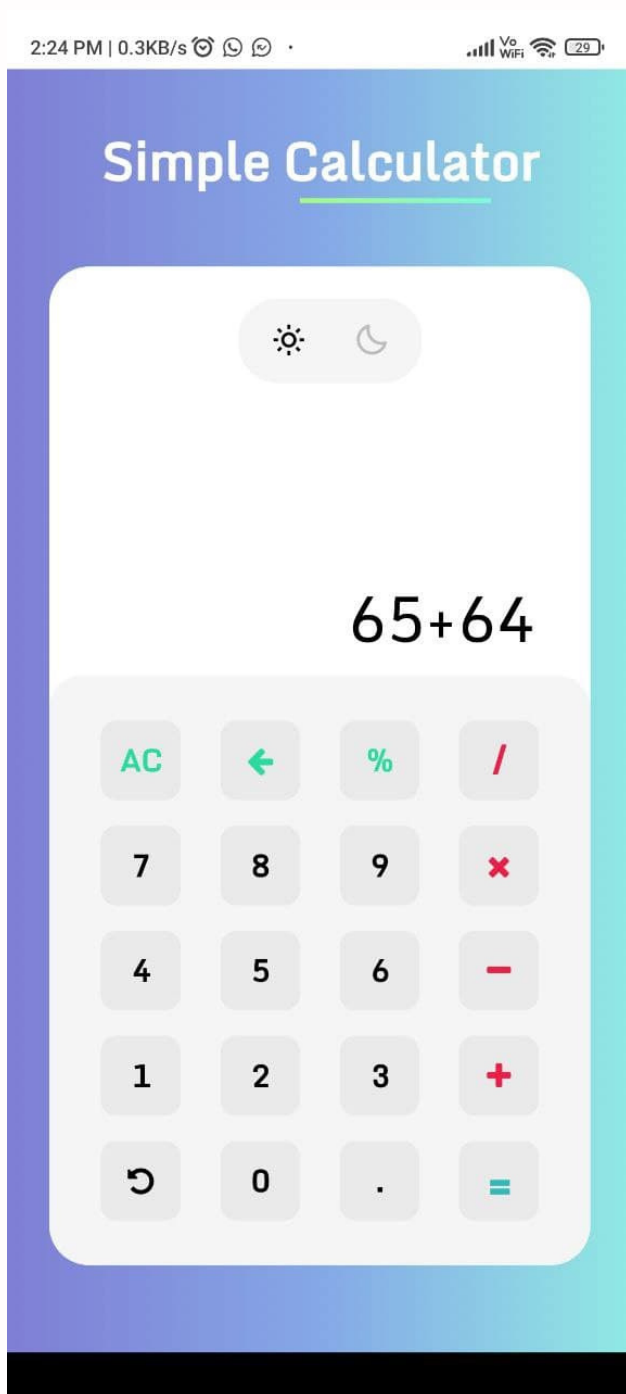 2:24 PM | 0.3KB/s Vo WiFi 29
Simple Calculator
65+64
AC % /
7 8 9 ×
4 5 6 −
1 2 3 +
0 . =